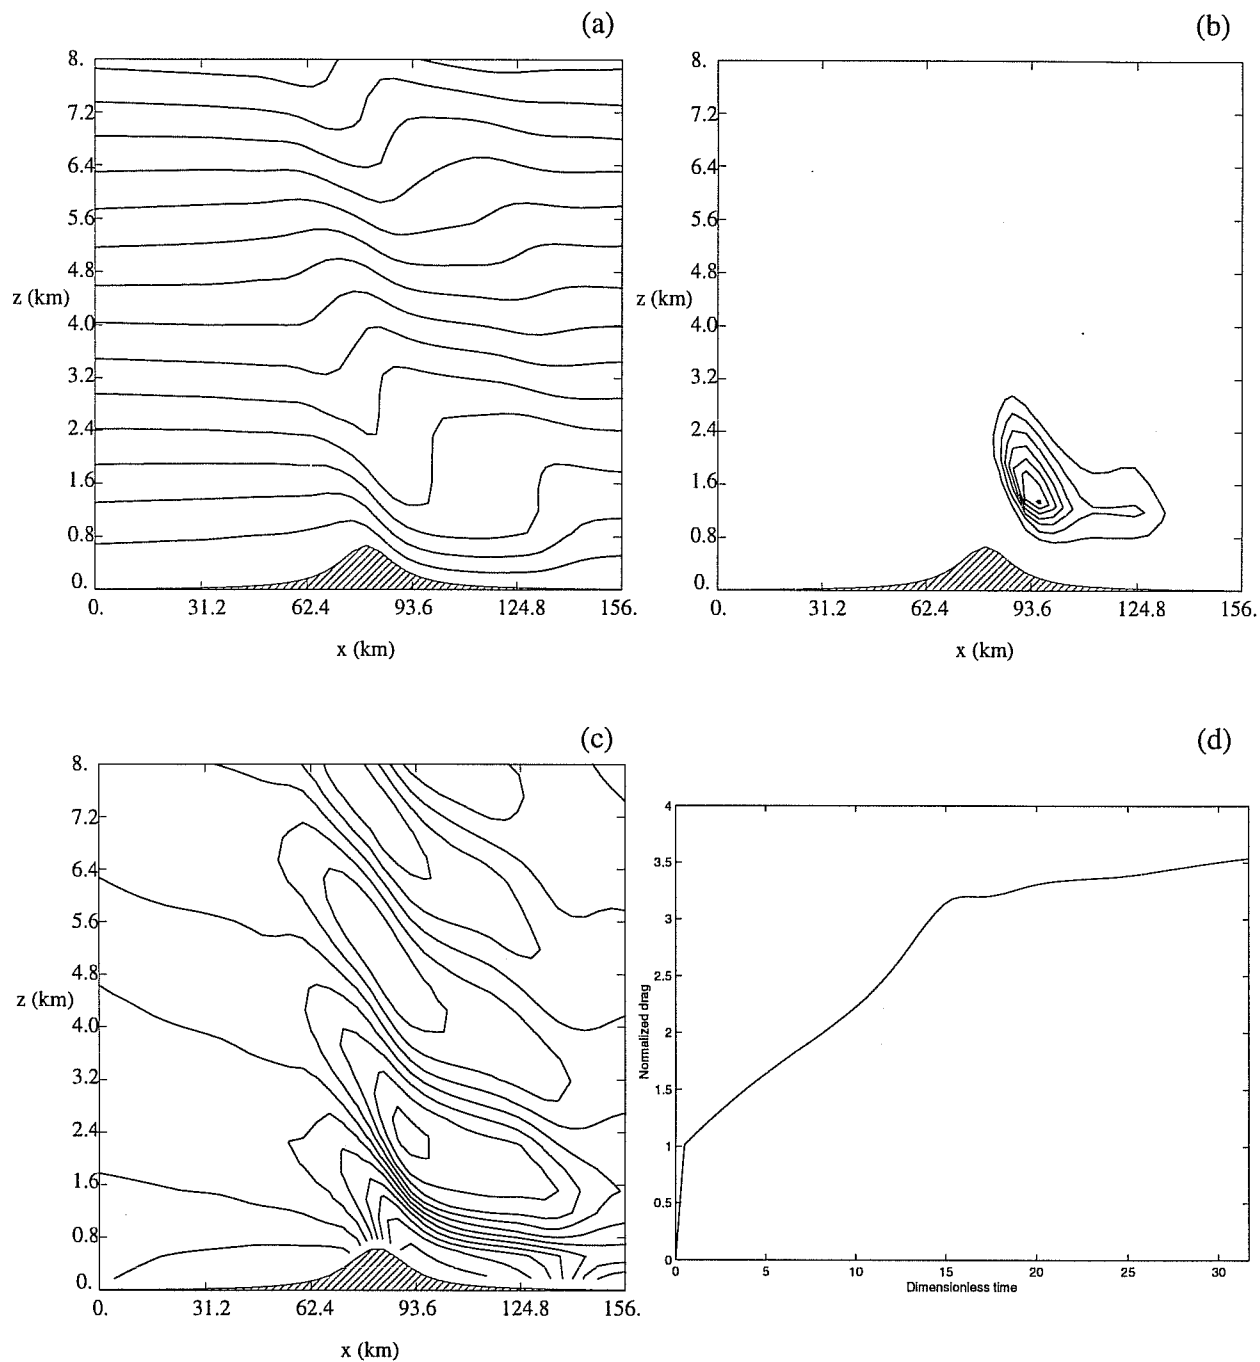 (a)
8.
7.2
6.4
5.6
4.8
z (km)
4.0
3.2
2.4
1.6
0.8
0.
0. 31.2 62.4 93.6 124.8 156.
x (km)
(b)
8.
7.2
6.4
5.6
4.8
z (km)
4.0
3.2
2.4
1.6
0.8
0.
0. 31.2 62.4 93.6 124.8 156.
x (km)
(c)
8.
7.2
6.4
5.6
4.8
z (km)
4.0
3.2
2.4
1.6
0.8
0.
0. 31.2 62.4 93.6 124.8 156.
x (km)
(d)
4
3.5
3
2.5
2
1.5
1
0.5
0
Normalized drag
0 5 10 15 20 25 30
Dimensionless time